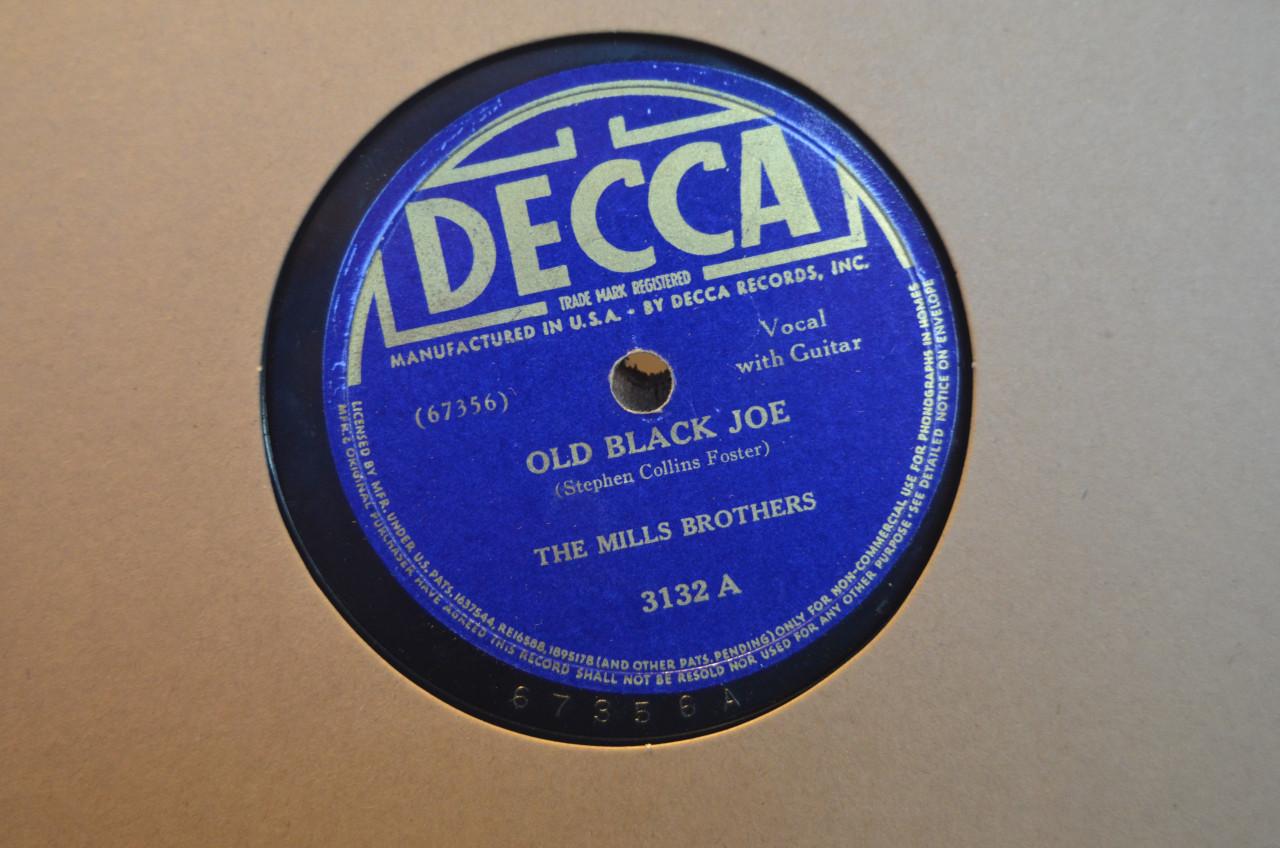 DECCA
TRADE MARK REGISTERED
MANUFACTURED IN U.S.A. - BY DECCA RECORDS, INC.
Vocal
with Guitar
(67356)
OLD BLACK JOE
(Stephen Collins Foster)
THE MILLS BROTHERS
3132 A
LICENSED BY MFR. UNDER U.S. PATS. 1637544, RE16588, 1895178 (AND OTHER PATS. PENDING) ONLY FOR NON-COMMERCIAL USE FOR PHONOGRAPHS IN HOMES.
MFR. & ORIGINAL PURCHASER HAVE AGREED THIS RECORD SHALL NOT BE RESOLD NOR USED FOR ANY OTHER PURPOSE • SEE DETAILED NOTICE ON ENVELOPE
67356A